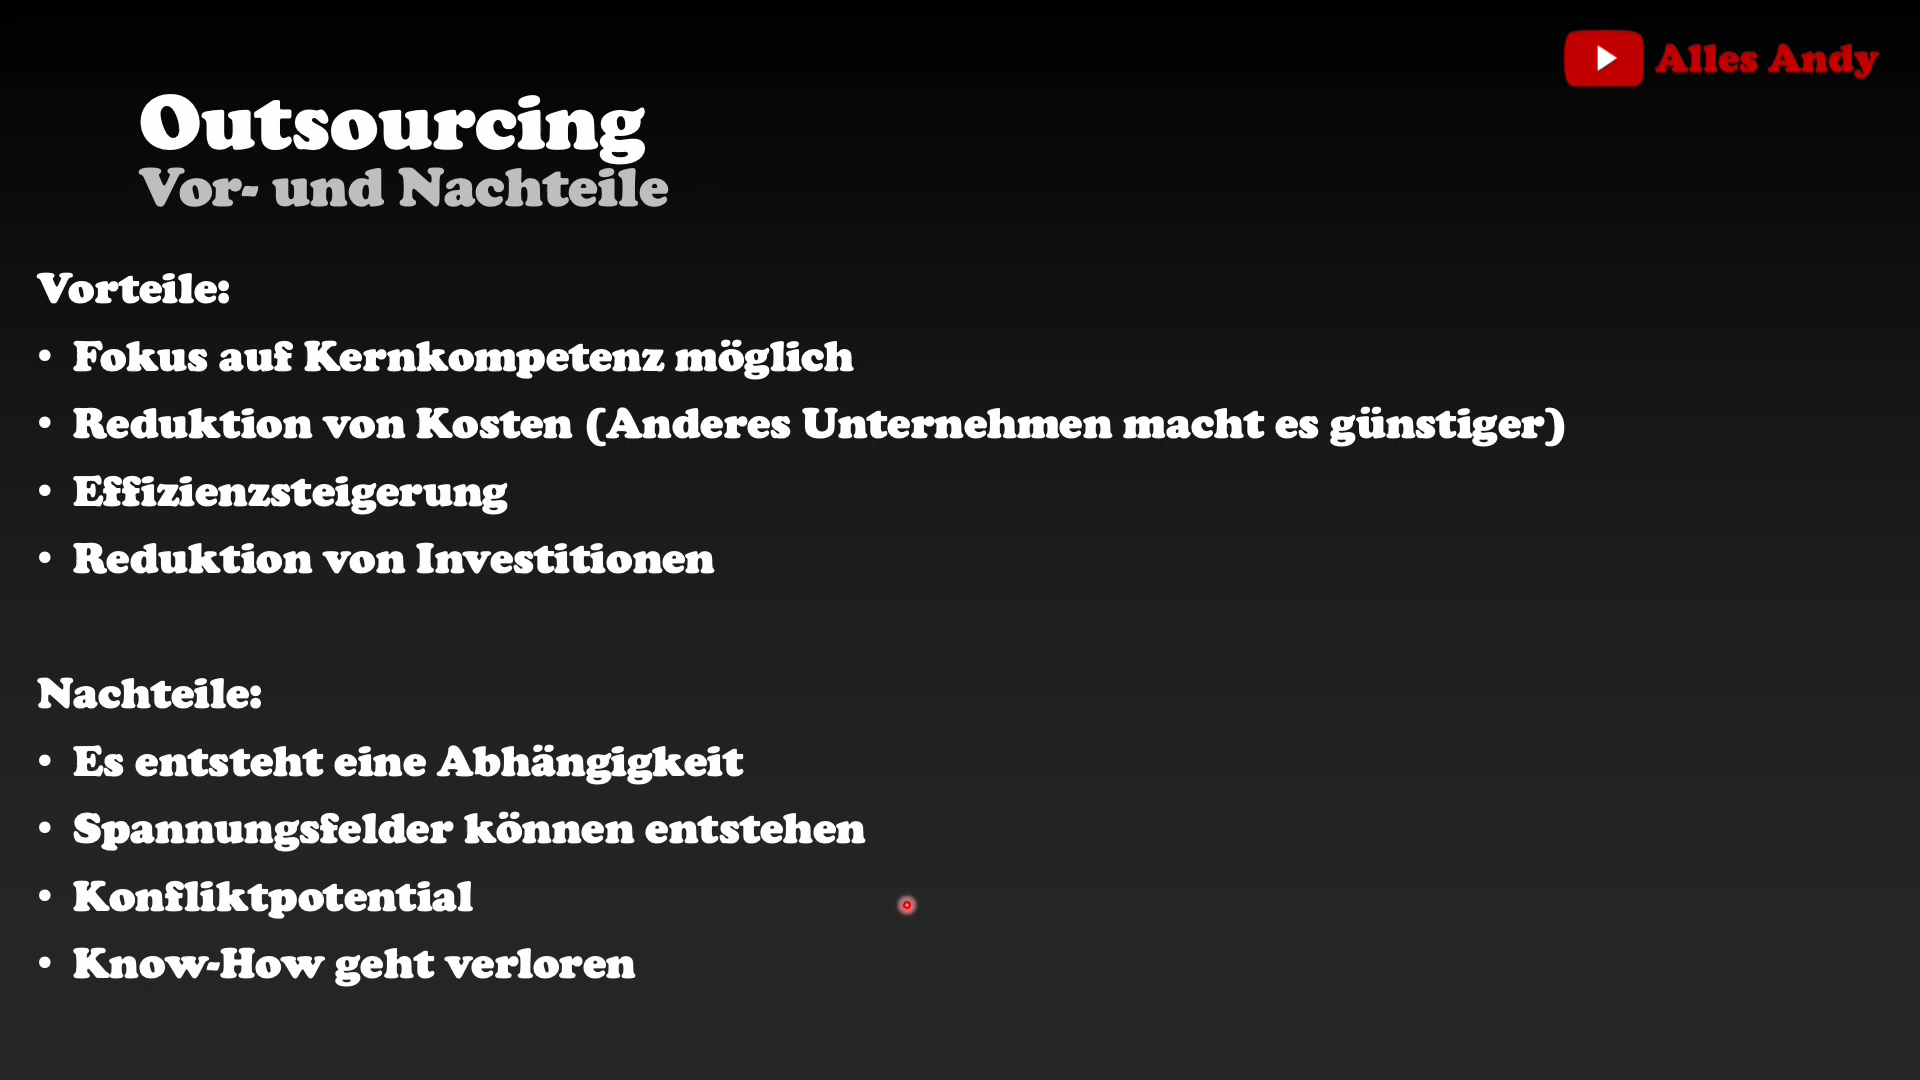 Alles Andy
Outsourcing
Vor- und Nachteile
Vorteile:
• Fokus auf Kernkompetenz möglich
• Reduktion von Kosten (Anderes Unternehmen macht es günstiger)
• Effizienzsteigerung
• Reduktion von Investitionen
Nachteile:
• Es entsteht eine Abhängigkeit
• Spannungsfelder können entstehen
• Konfliktpotential
• Know-How geht verloren